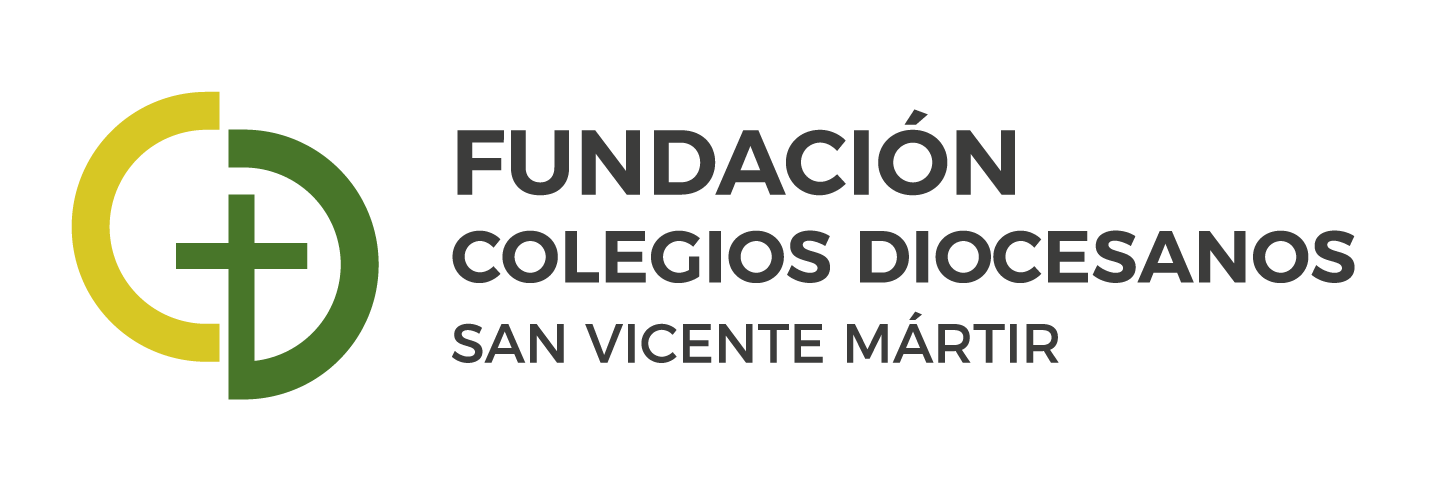 FUNDACIÓN
COLEGIOS DIOCESANOS
SAN VICENTE MÁRTIR